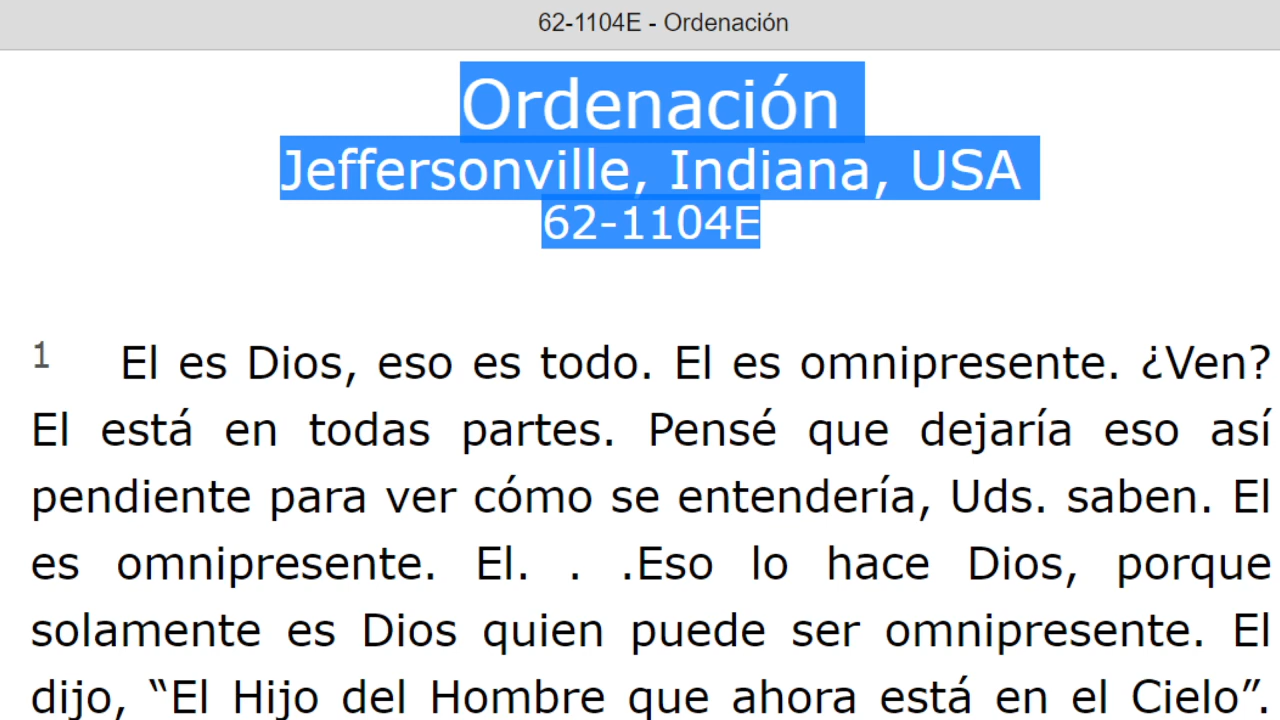 62-1104E - Ordenación
Ordenación
Jeffersonville, Indiana, USA
62-1104E
1 El es Dios, eso es todo. El es omnipresente. ¿Ven?
El está en todas partes. Pensé que dejaría eso así
pendiente para ver cómo se entendería, Uds. saben. El
es omnipresente. El. . .Eso lo hace Dios, porque
solamente es Dios quien puede ser omnipresente. El
dijo, “El Hijo del Hombre que ahora está en el Cielo”.